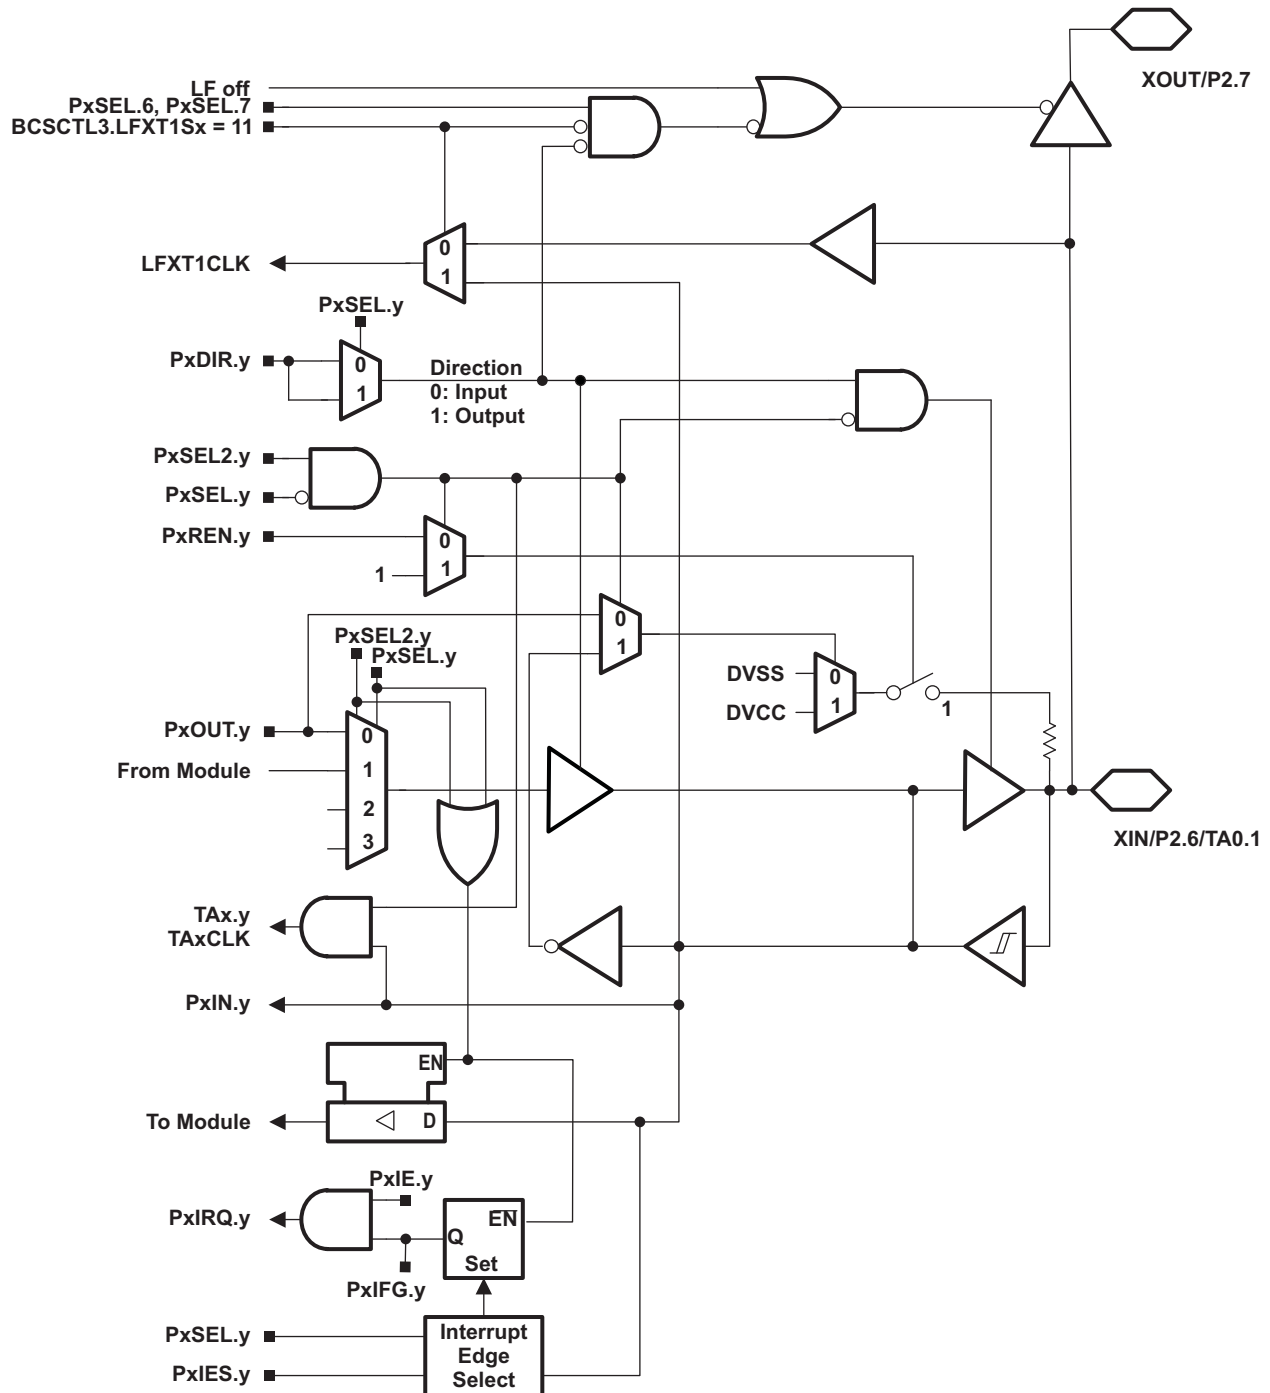 XOUT/P2.7
LF off
PxSEL.6, PxSEL.7
BCSCTL3.LFXT1Sx = 11
0
1
LFXT1CLK
PxSEL.y
PxDIR.y
0
1
Direction
0: Input
1: Output
PxSEL2.y
PxSEL.y
PxREN.y
0
1
1
0
1
PxSEL2.y
PxSEL.y
DVSS
DVCC
0
1
1
PxOUT.y
From Module
0
1
2
3
XIN/P2.6/TA0.1
TAx.y
TAxCLK
PxIN.y
EN
D
To Module
PxIE.y
PxIRQ.y
EN
Q
Set
PxIFG.y
PxSEL.y
PxIES.y
Interrupt
Edge
Select